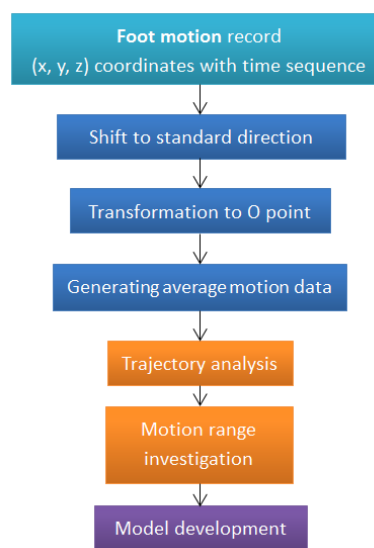 Foot motion record
(x, y, z) coordinates with time sequence
Shift to standard direction
Transformation to O point
Generating average motion data
Trajectory analysis
Motion range
investigation
Model development